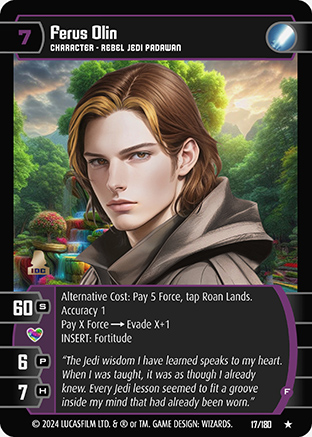 7
Ferus Olin
CHARACTER - REBEL JEDI PADAWAN
IDC
60 S
6 P
7 H
Alternative Cost: Pay 5 Force, tap Roan Lands.
Accuracy 1
Pay X Force → Evade X+1
INSERT: Fortitude
“The Jedi wisdom I have learned speaks to my heart.
When I was taught, it was as though I already
knew. Every Jedi lesson seemed to fit a groove
inside my mind that had already been worn.”
F
© 2024 LUCASFILM LTD. & ® or TM. GAME DESIGN: WIZARDS.
17/180 ★